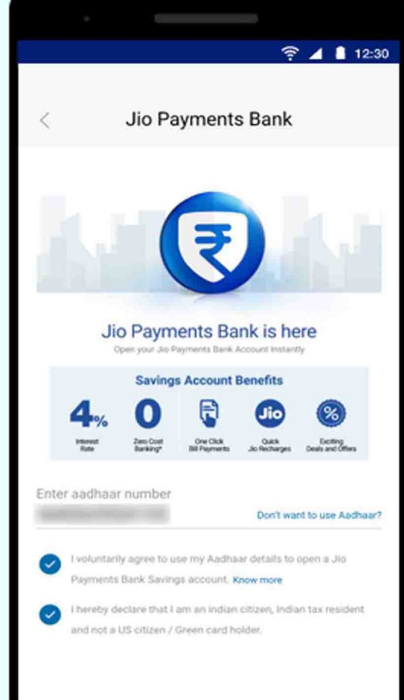 12:30
Jio Payments Bank
Jio Payments Bank is here
Open your Jio Payments Bank Account Instantly
Savings Account Benefits
4% 0 Jio %
Interest Rate
Zero Cost Banking*
One Click Bill Payments
Quick Jio Recharges
Exciting Deals and Offers
Enter aadhaar number
Don't want to use Aadhaar?
I voluntarily agree to use my Aadhaar details to open a Jio
Payments Bank Savings account. Know more
I hereby declare that I am an indian citizen, Indian tax resident
and not a US citizen / Green card holder.